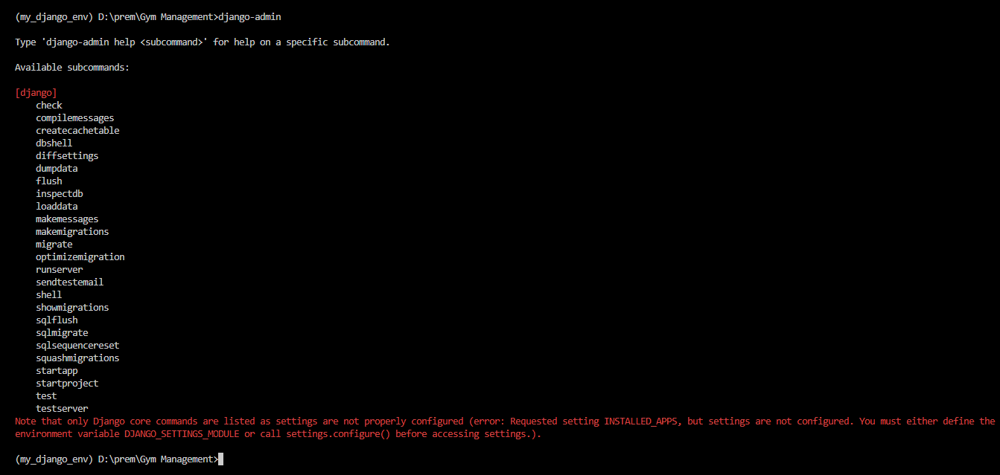 (my_django_env) D:\prem\Gym Management>django-admin
Type 'django-admin help <subcommand>' for help on a specific subcommand.
Available subcommands:
[django]
check
compilemessages
createcachetable
dbshell
diffsettings
dumpdata
flush
inspectdb
loaddata
makemessages
makemigrations
migrate
optimizemigration
runserver
sendtestemail
shell
showmigrations
sqlflush
sqlmigrate
sqlsequencereset
squashmigrations
startapp
startproject
test
testserver
Note that only Django core commands are listed as settings are not properly configured (error: Requested setting INSTALLED_APPS, but settings are not configured. You must either define the
environment variable DJANGO_SETTINGS_MODULE or call settings.configure() before accessing settings.).
(my_django_env) D:\prem\Gym Management>